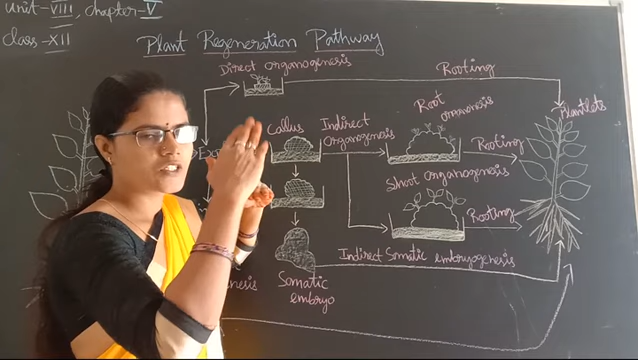 Unit - VIII, chapter - V
Class - XII
Plant Regeneration Pathway
Direct organogenesis
Rooting
Callus
Indirect
Organogenesis
Root
organogenesis
Rooting
Plantlets
Shoot Organogenesis
Rooting
Indirect Somatic embryogenesis
Somatic
embryo